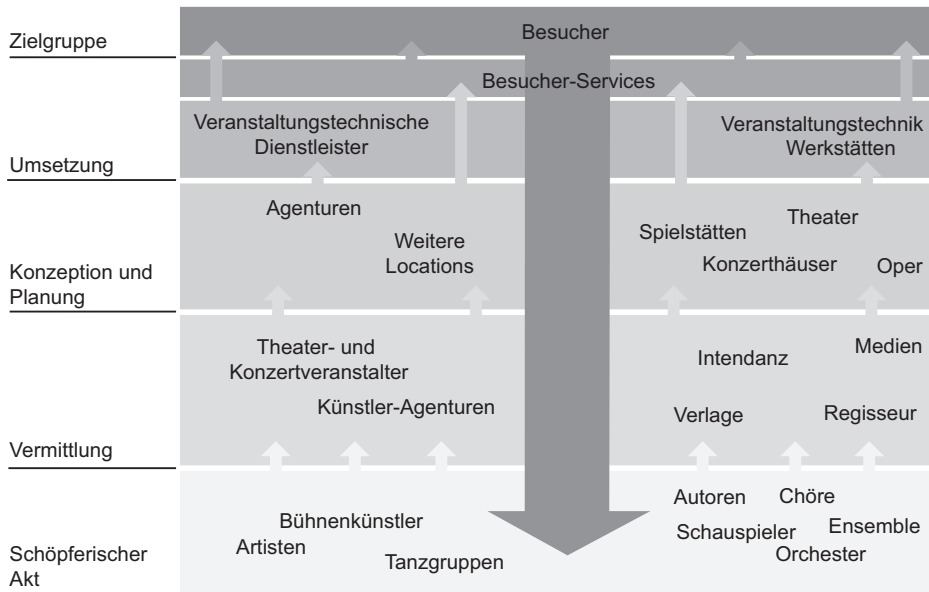 Zielgruppe
Besucher
Besucher-Services
Umsetzung
Veranstaltungstechnische
Dienstleister
Veranstaltungstechnik
Werkstätten
Konzeption und
Planung
Agenturen
Weitere
Locations
Spielstätten
Theater
Konzerthäuser
Oper
Vermittlung
Theater- und
Konzertveranstalter
Künstler-Agenturen
Intendanz
Medien
Verlage
Regisseur
Schöpferischer
Akt
Bühnenkünstler
Artisten
Tanzgruppen
Autoren
Chöre
Schauspieler
Ensemble
Orchester